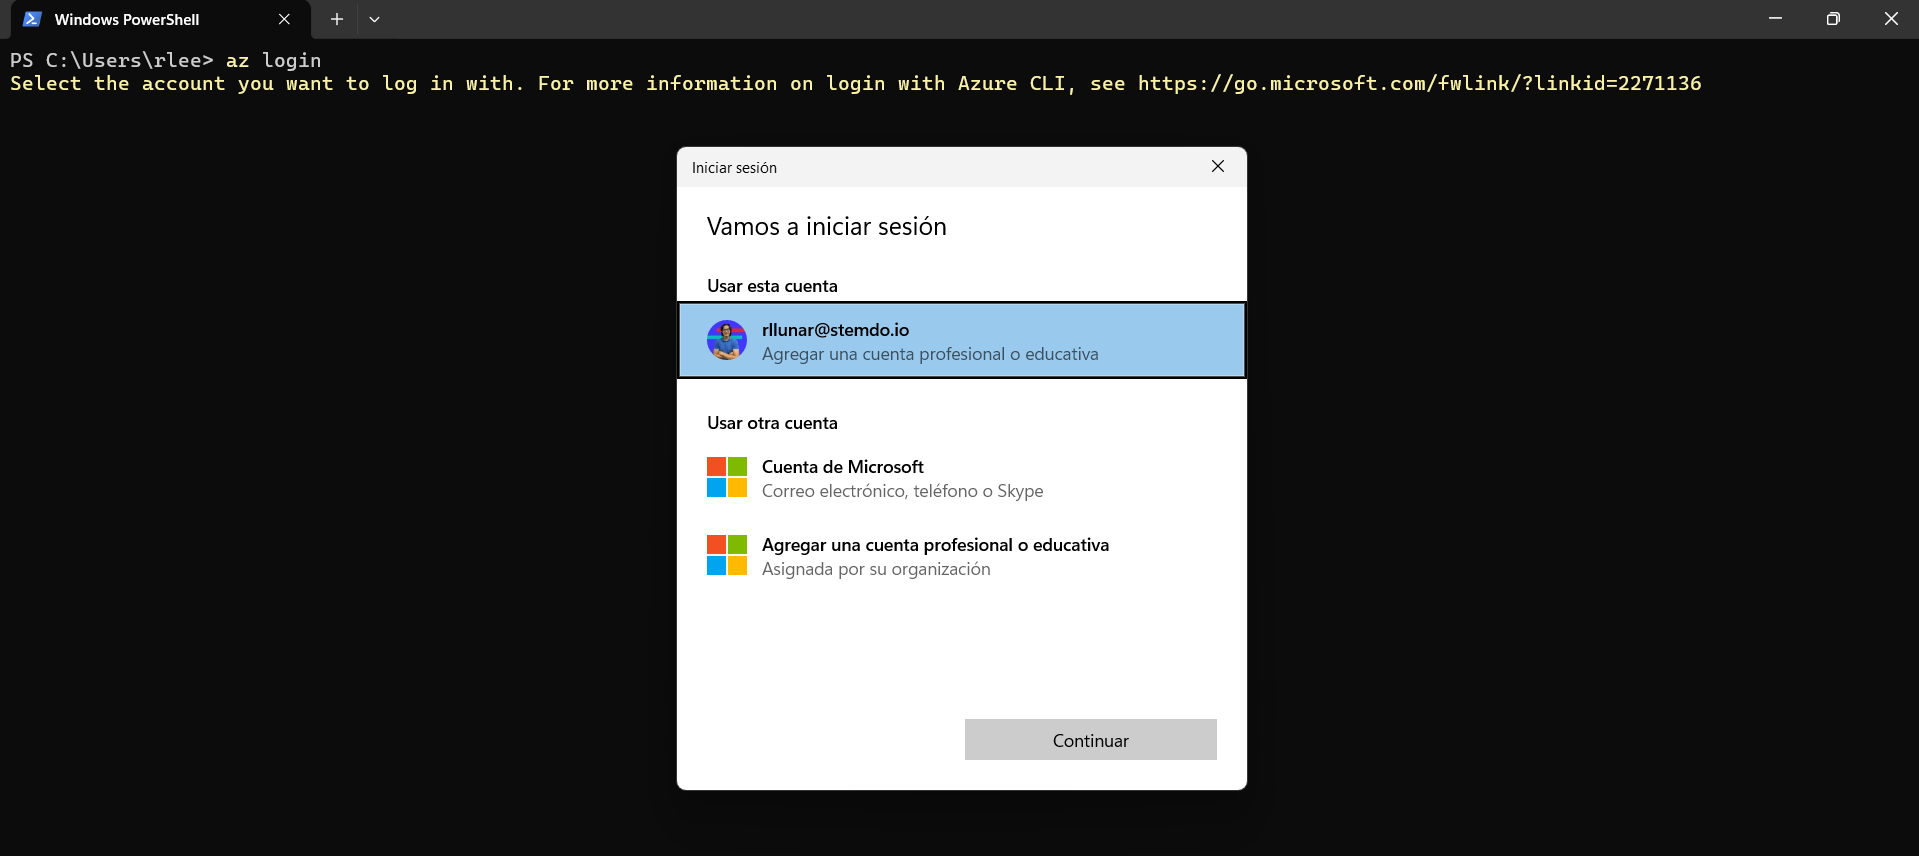 Windows PowerShell
PS C:\Users\rlee> az login
Select the account you want to log in with. For more information on login with Azure CLI, see https://go.microsoft.com/fwlink/?linkid=2271136
Iniciar sesión
Vamos a iniciar sesión
Usar esta cuenta
rllunar@stemdo.io
Agregar una cuenta profesional o educativa
Usar otra cuenta
Cuenta de Microsoft
Correo electrónico, teléfono o Skype
Agregar una cuenta profesional o educativa
Asignada por su organización
Continuar